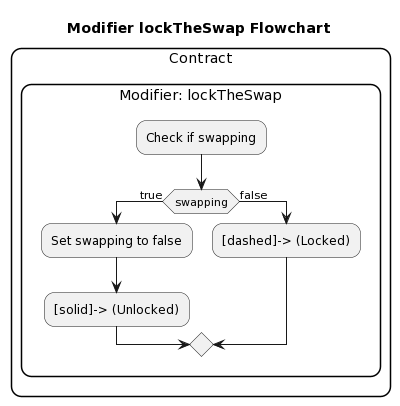 Modifier lockTheSwap Flowchart
Contract
Modifier: lockTheSwap
Check if swapping
true
swapping
false
Set swapping to false
[dashed]-> (Locked)
[solid]-> (Unlocked)